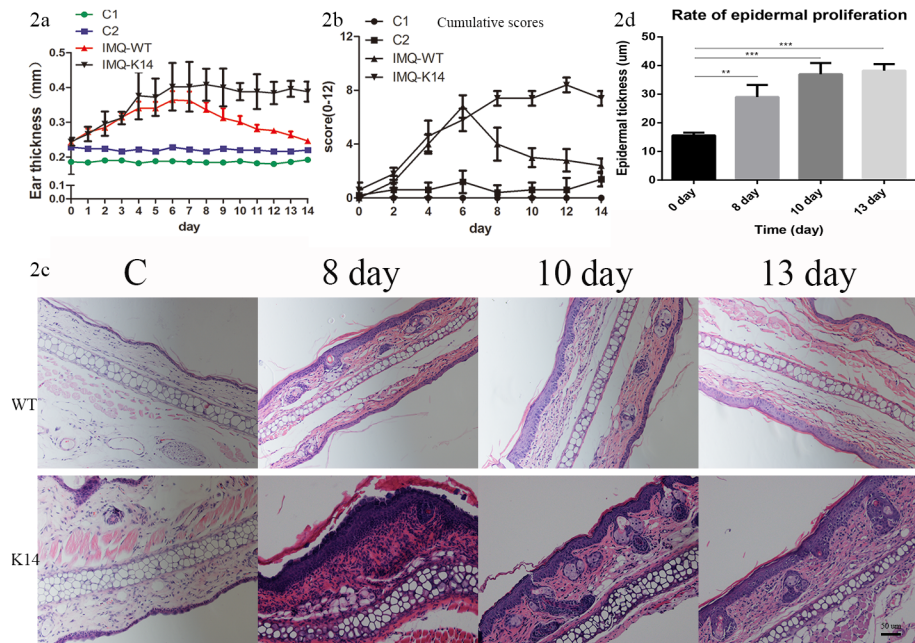 2a
C1
C2
IMQ-WT
IMQ-K14
Ear thickness (mm)
0.5
0.4
0.3
0.2
0.1
0.0
0 1 2 3 4 5 6 7 8 9 10 11 12 13 14
day
2b
Cumulative scores
C1
C2
IMQ-WT
IMQ-K14
score(0-12)
12
8
4
0
0 2 4 6 8 10 12 14
day
2d
Rate of epidermal proliferation
Epidermal tickness (um)
50
40
30
20
10
0
**
***
***
0 day
8 day
10 day
13 day
Time (day)
2c
C
8 day
10 day
13 day
WT
K14
50 um